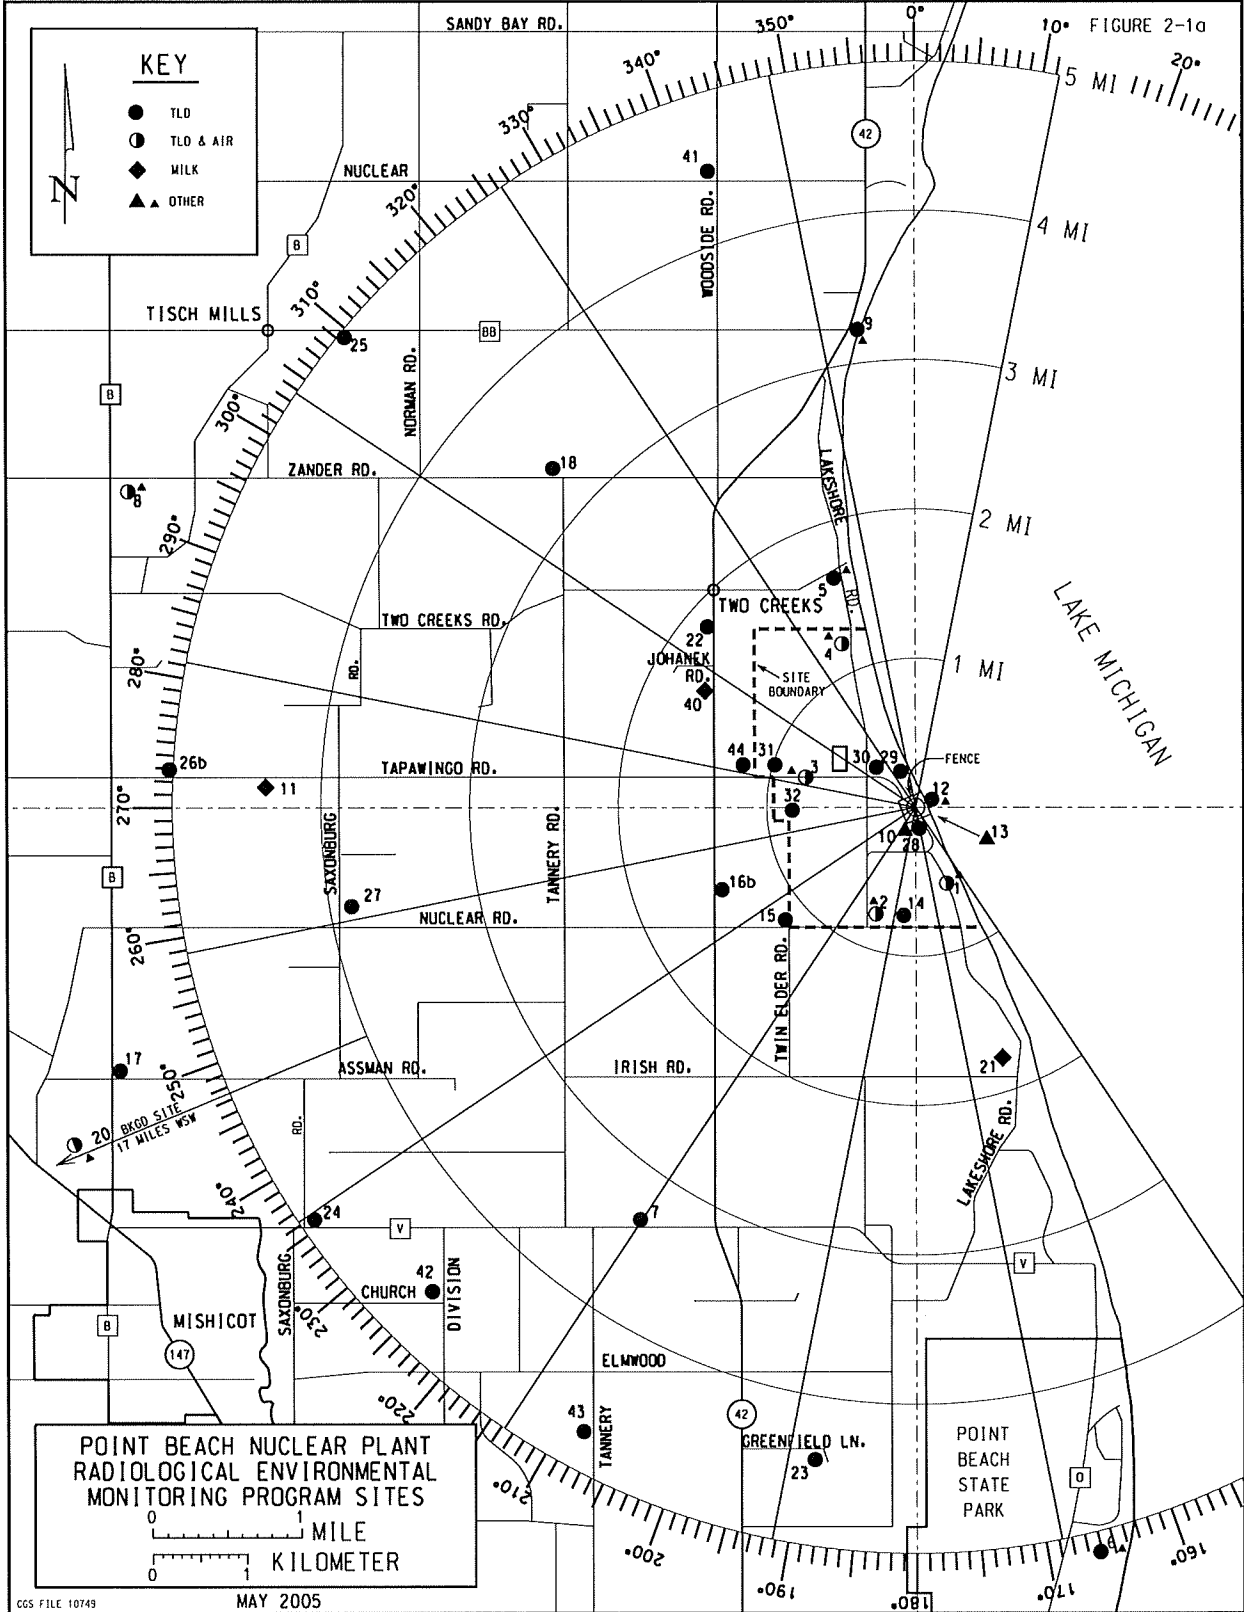 SANDY BAY RD.
350°
0°
10°
FIGURE 2-1a
KEY
TLD
TLD & AIR
MILK
OTHER
N
340°
5 MI
20°
330°
42
41
NUCLEAR
320°
WOODSIDE RD.
4 MI
B
310°
TISCH MILLS
25
BB
9
B
NORMAN RD.
3 MI
300°
ZANDER RD.
18
LAKESHORE
RD.
8
290°
2 MI
5
TWO CREEKS
TWO CREEKS RD.
22
4
LAKE MICHIGAN
280°
RD.
JOHANEK
RD.
SITE
BOUNDARY
1 MI
40
26b
TAPAWINGO RD.
44
31
3
30
29
FENCE
11
270°
32
12
13
10
28
SAXONBURG
TANNERY RD.
B
27
16b
1
NUCLEAR RD.
15
2
14
260°
TWIN ELDER RD.
17
250°
ASSMAN RD.
IRISH RD.
21
20
BKGD SITE
17 MILES WSW
RD.
LAKESHORE RD.
240°
24
V
7
V
SAXONBURG
42
CHURCH
DIVISION
230°
B
MISHICOT
147
ELMWOOD
220°
43
TANNERY
42
GREENFIELD LN.
23
POINT
BEACH
STATE
PARK
O
210°
200°
190°
180°
170°
6
160°
POINT BEACH NUCLEAR PLANT
RADIOLOGICAL ENVIRONMENTAL
MONITORING PROGRAM SITES
0 1 MILE
0 1 KILOMETER
CGS FILE 10749
MAY 2005